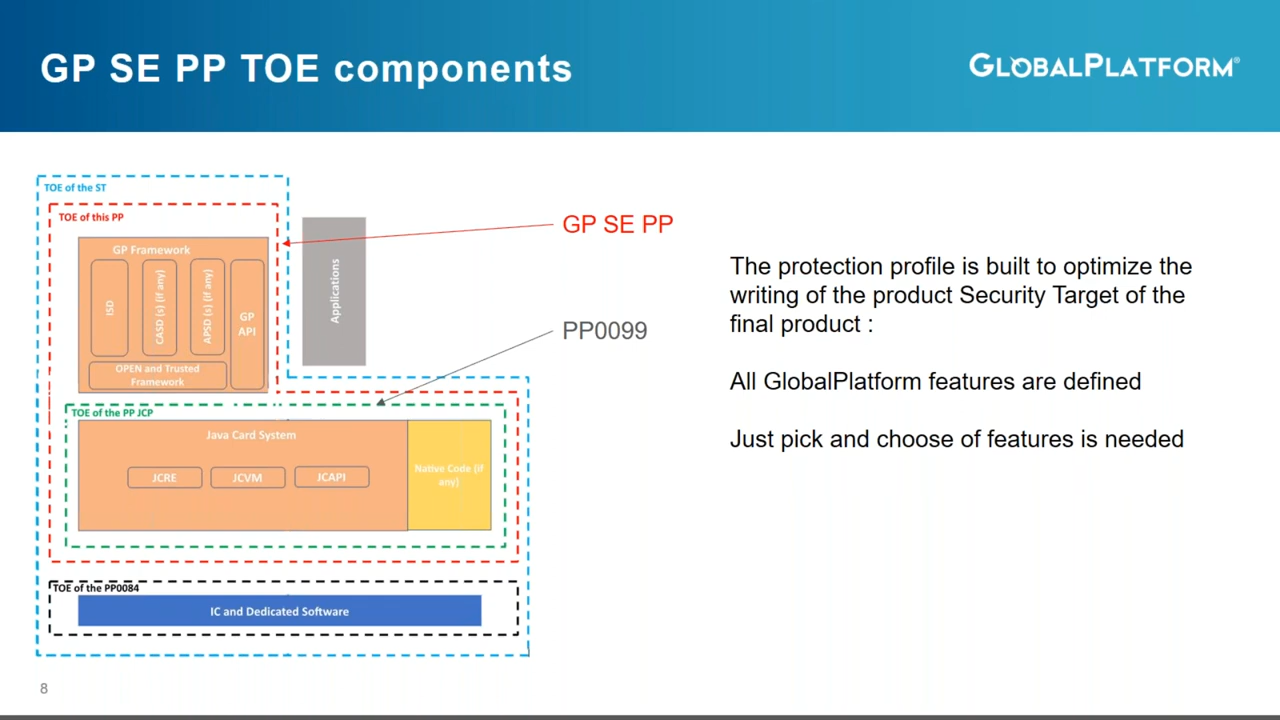 GP SE PP TOE components
GLOBALPLATFORM®
TOE of the ST
TOE of this PP
GP Framework
ISD
CASD (s) (if any)
APSD (s) (if any)
GP
API
OPEN and Trusted
Framework
Applications
GP SE PP
PP0099
TOE of the PP JCP
Java Card System
JCRE
JCVM
JCAPI
Native Code (if
any)
TOE of the PP0084
IC and Dedicated Software
The protection profile is built to optimize the
writing of the product Security Target of the
final product :
All GlobalPlatform features are defined
Just pick and choose of features is needed
8